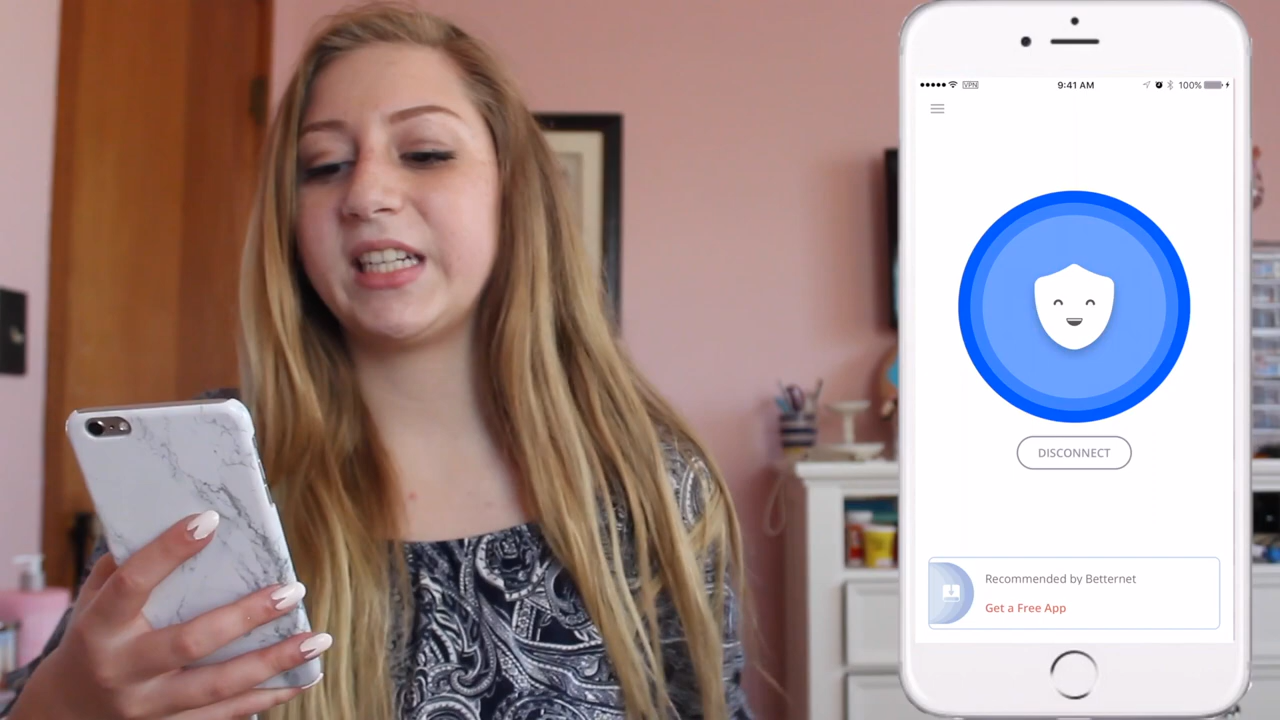 VPN
9:41 AM
100%
DISCONNECT
Recommended by Betternet
Get a Free App